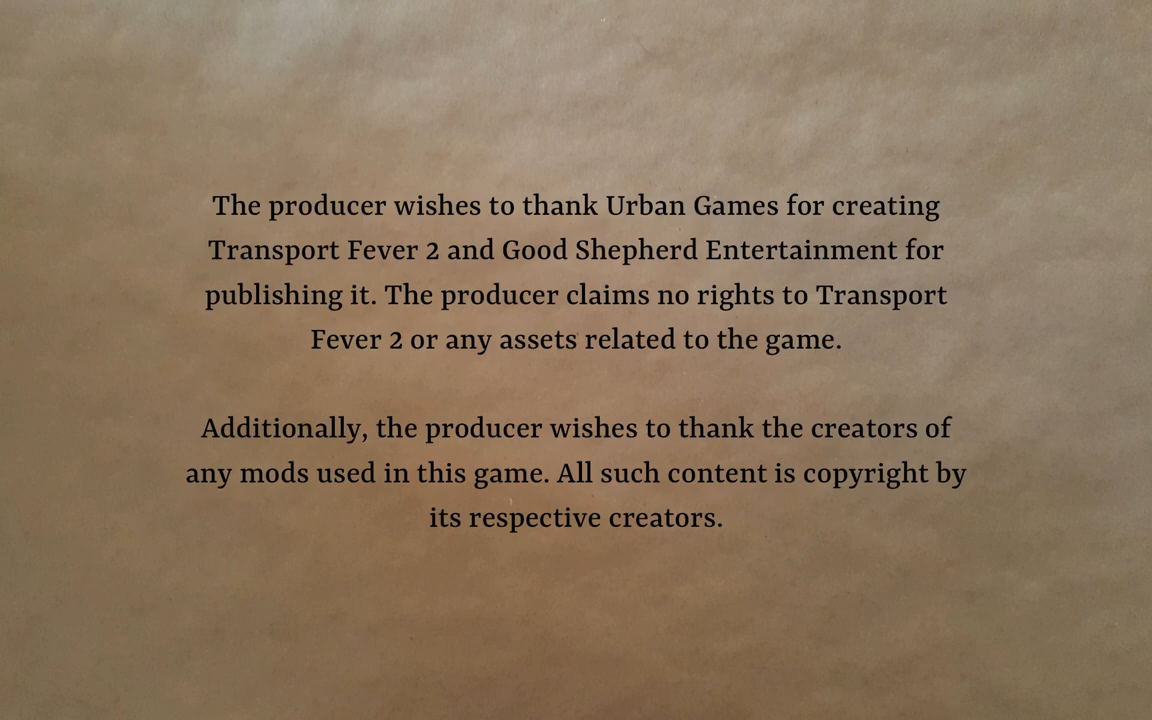 The producer wishes to thank Urban Games for creating
Transport Fever 2 and Good Shepherd Entertainment for
publishing it. The producer claims no rights to Transport
Fever 2 or any assets related to the game.
Additionally, the producer wishes to thank the creators of
any mods used in this game. All such content is copyright by
its respective creators.